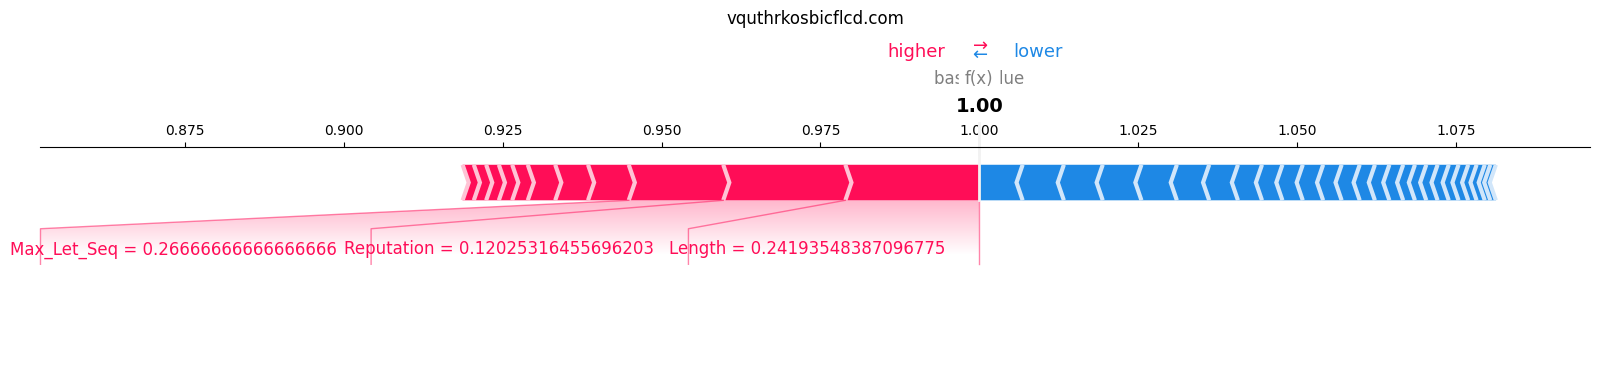 vquthrkosbicflcd.com
higher ⇄ lower
f(x)
1.00
0.875 0.900 0.925 0.950 0.975 1.000 1.025 1.050 1.075
Max_Let_Seq = 0.26666666666666666 Reputation = 0.12025316455696203 Length = 0.24193548387096775